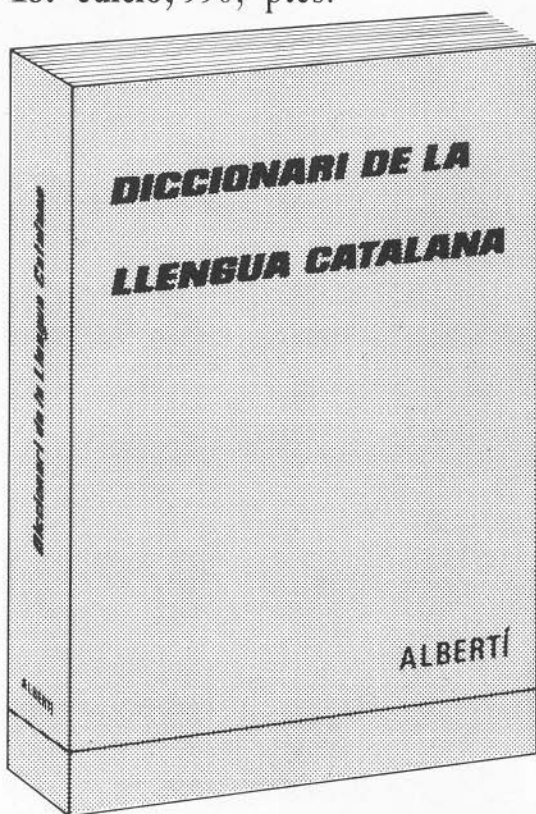 DICCIONARI DE LA
LLENGUA CATALANA
ALBERTÍ
Diccionari de la Llengua Catalana
ALBERTÍ